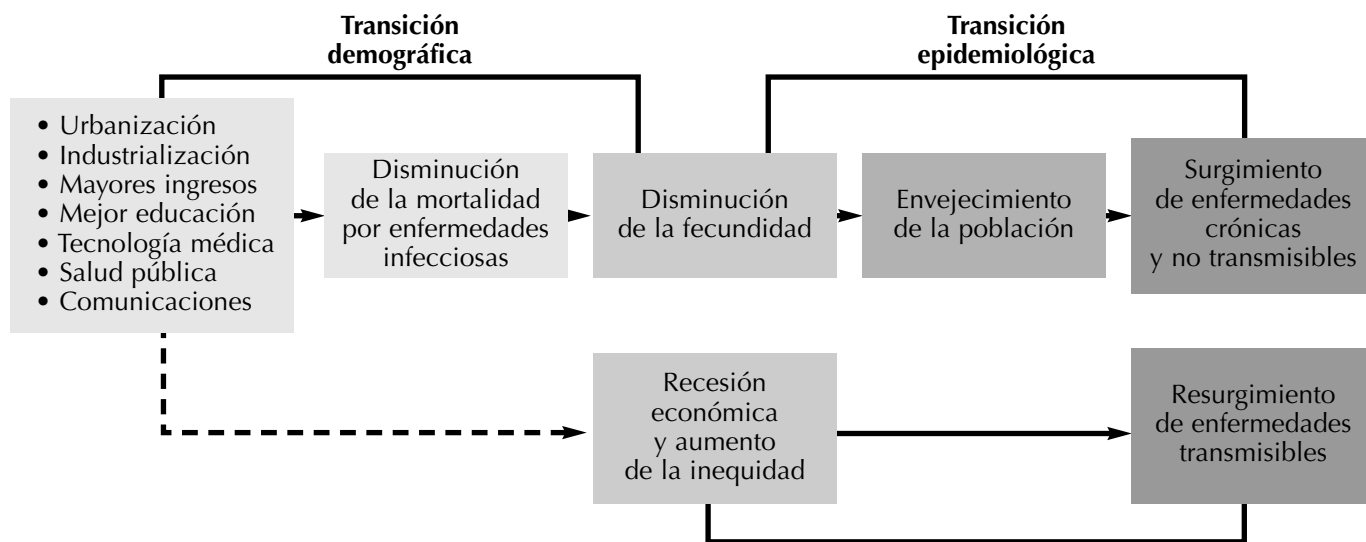 Transición
demográfica
Transición
epidemiológica
• Urbanización
• Industrialización
• Mayores ingresos
• Mejor educación
• Tecnología médica
• Salud pública
• Comunicaciones
Disminución
de la mortalidad
por enfermedades
infecciosas
Disminución
de la fecundidad
Envejecimiento
de la población
Surgimiento
de enfermedades
crónicas
y no transmisibles
Recesión
económica
y aumento
de la inequidad
Resurgimiento
de enfermedades
transmisibles